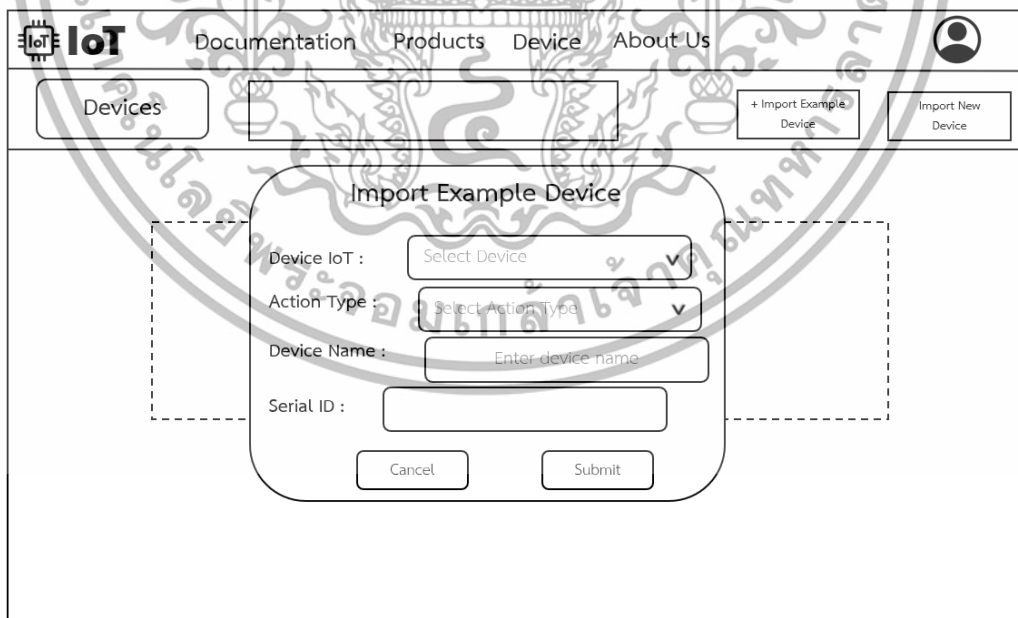 IoT IoT Documentation Products Device About Us
Devices
+ Import Example
Device
Import New
Device
Import Example Device
Device IoT : Select Device
Action Type : Select Action Type
Device Name : Enter device name
Serial ID :
Cancel Submit